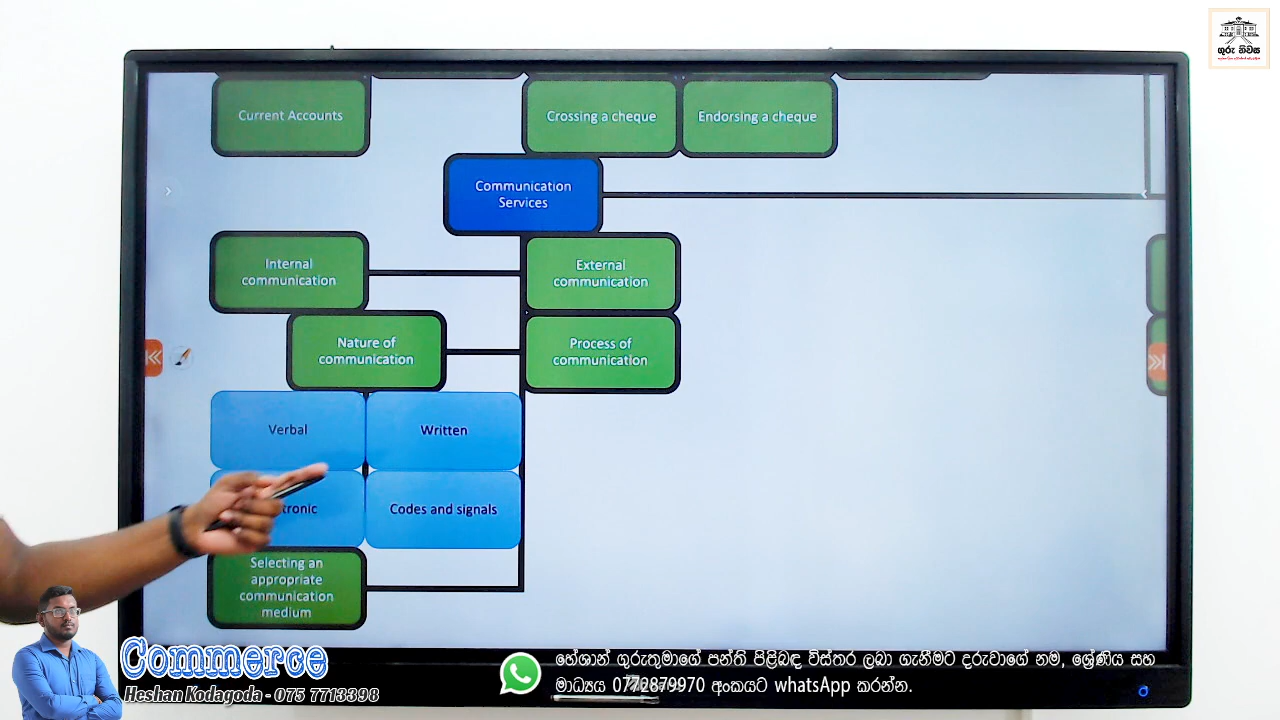 ගුරු නිවස
Current Accounts
Crossing a cheque
Endorsing a cheque
Communication
Services
Internal
communication
External
communication
Nature of
communication
Process of
communication
Verbal
Written
tronic
Codes and signals
Selecting an
appropriate
communication
medium
Commerce
Heshan Kodagoda - 075 7713398
හේශාන් ගුරුතුමාගේ පන්ති පිළිබඳ විස්තර ලබා ගැනීමට දරුවාගේ නම, ශ්‍රේණිය සහ
මාධ්‍යය 0772879970 අංකයට whatsApp කරන්න.